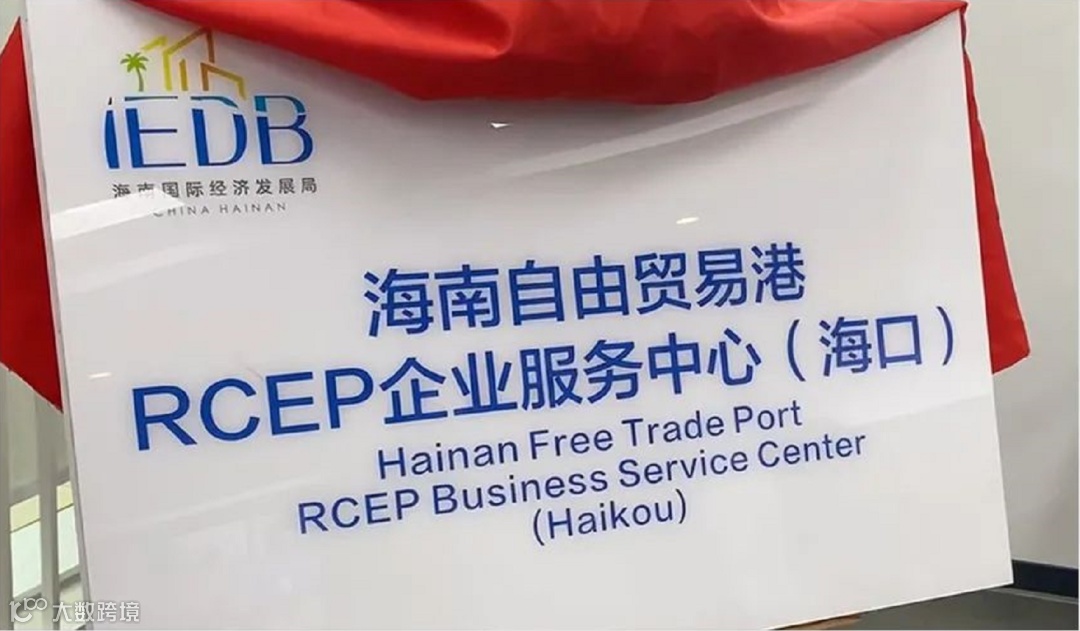 iEDB
海南国际经济发展局
CHINA HAINAN
海南自由贸易港
RCEP企业服务中心（海口）
Hainan Free Trade Port
RCEP Business Service Center
(Haikou)
大数跨境